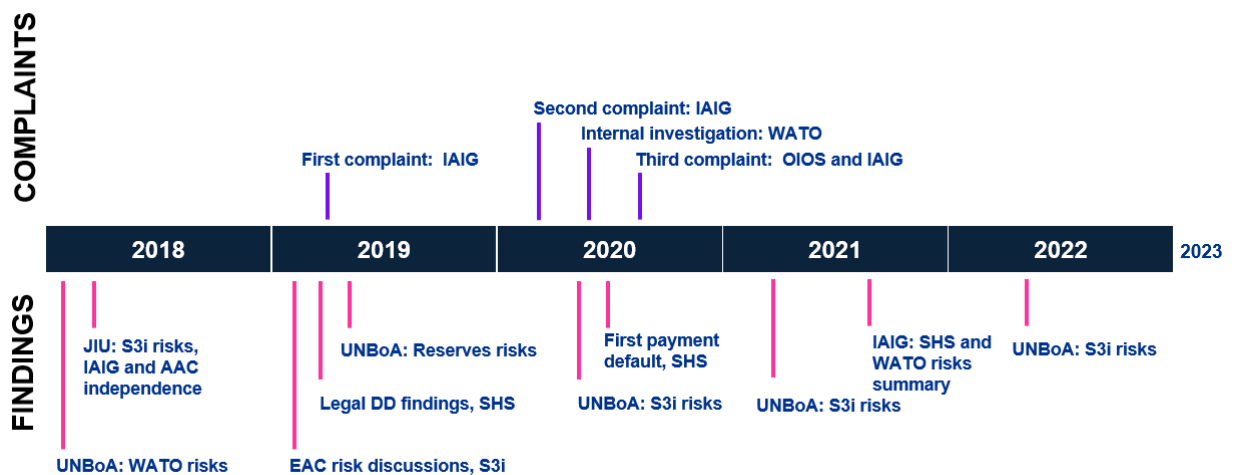 COMPLAINTS
Second complaint: IAIG
Internal investigation: WATO
First complaint:  IAIG
Third complaint:  OIOS and IAIG
2018
2019
2020
2021
2022
2023
FINDINGS
JIU: S3i risks,
IAIG and AAC
independence
UNBoA: WATO risks
UNBoA: Reserves risks
Legal DD findings, SHS
EAC risk discussions, S3i
First payment
default, SHS
UNBoA: S3i risks
IAIG: SHS and
WATO risks
summary
UNBoA: S3i risks
UNBoA: S3i risks